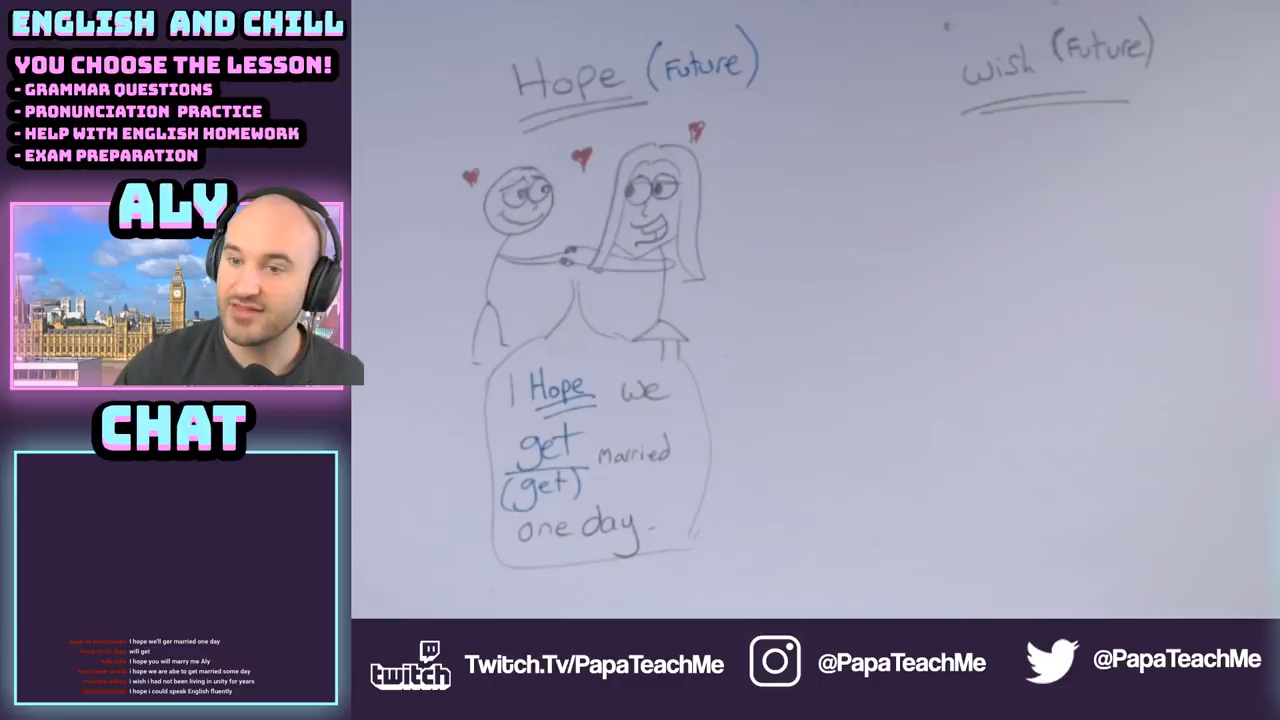 ENGLISH AND CHILL
YOU CHOOSE THE LESSON!
- GRAMMAR QUESTIONS
- PRONUNCIATION PRACTICE
- HELP WITH ENGLISH HOMEWORK
- EXAM PREPARATION
ALY
CHAT
I hope we'll ger married one day
will get
I hope you will marry me Aly
i hope we are abe to get married some day
i wish i had not been living in unity for years
I hope i could speak English fluently
Hope (Future)
I Hope we
get married
(get)
one day.
wish (Future)
twitch
Twitch.Tv/PapaTeachMe
@PapaTeachMe
@PapaTeachMe